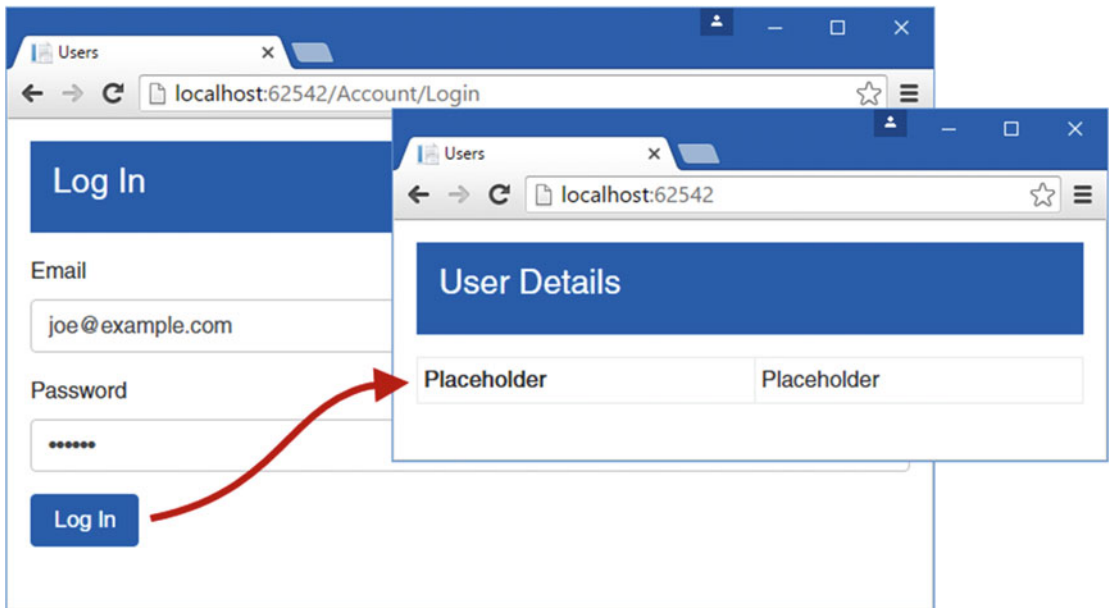 Users
localhost:62542/Account/Login
Log In
Email
joe@example.com
Password
••••••
Log In
Users
localhost:62542
User Details
Placeholder Placeholder